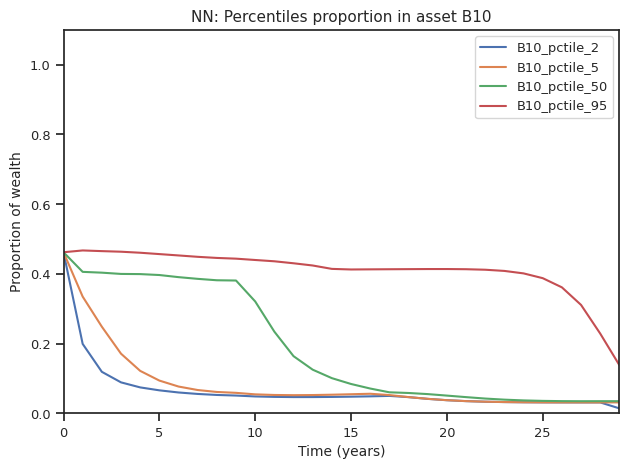 NN: Percentiles proportion in asset B10
B10_pctile_2
B10_pctile_5
B10_pctile_50
B10_pctile_95
Proportion of wealth
1.0
0.8
0.6
0.4
0.2
0.0
0 5 10 15 20 25
Time (years)